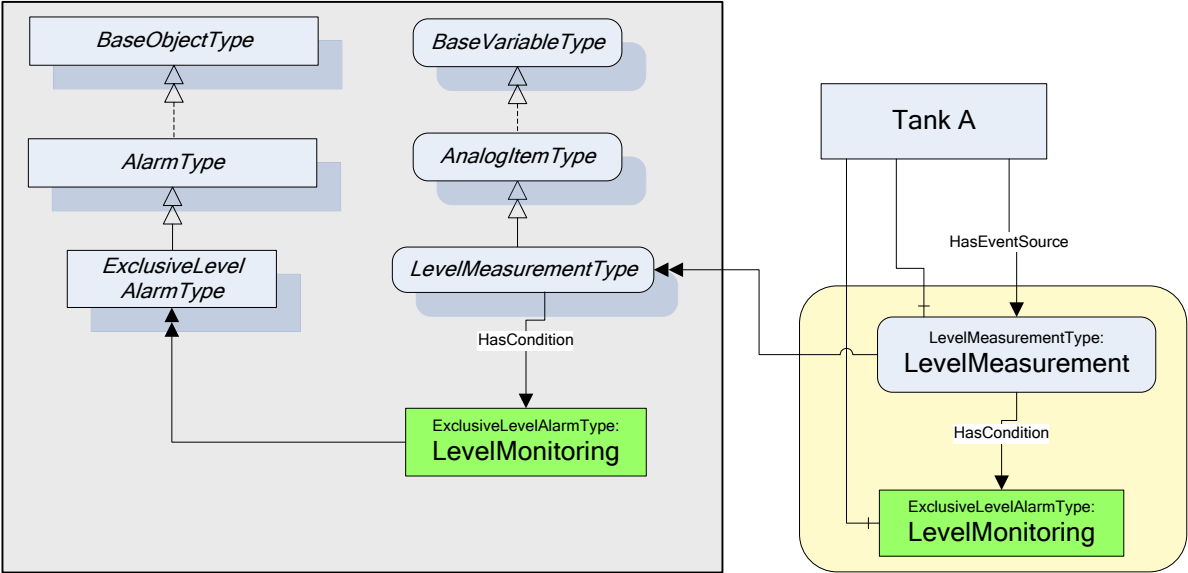 BaseObjectType
BaseVariableType
Tank A
AlarmType
AnalogItemType
HasEventSource
ExclusiveLevel
AlarmType
LevelMeasurementType
HasCondition
LevelMeasurementType:
LevelMeasurement
ExclusiveLevelAlarmType:
LevelMonitoring
HasCondition
ExclusiveLevelAlarmType:
LevelMonitoring